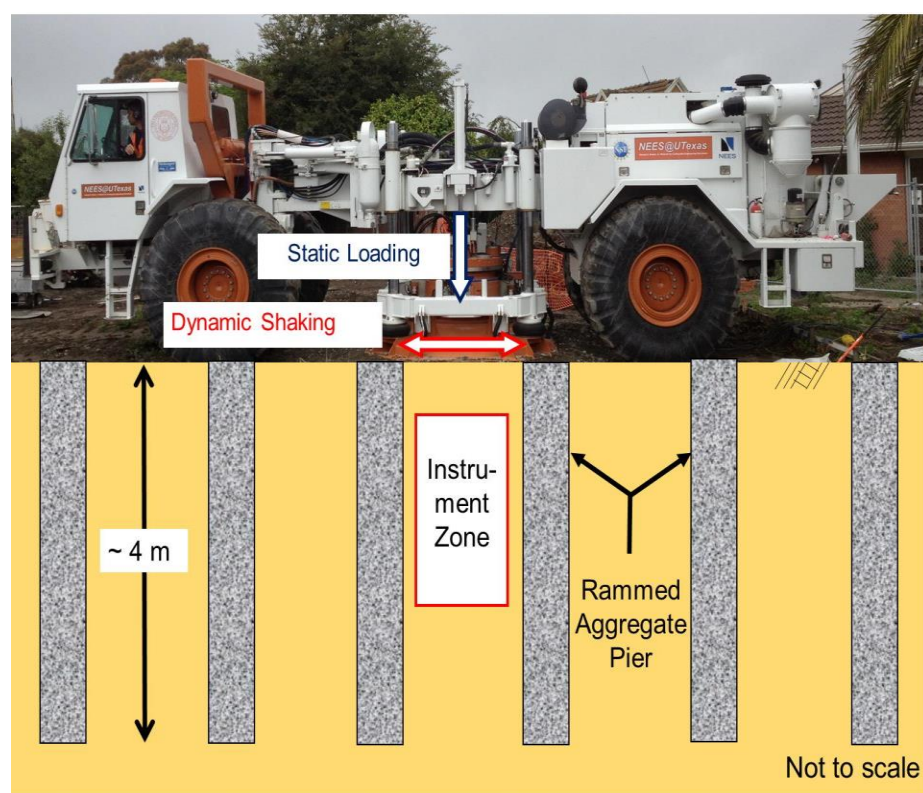 NEES@UTexas
NEES
NEES@UTexas
NEES
Static Loading
Dynamic Shaking
Instru-
ment
Zone
~ 4 m
Rammed
Aggregate
Pier
Not to scale